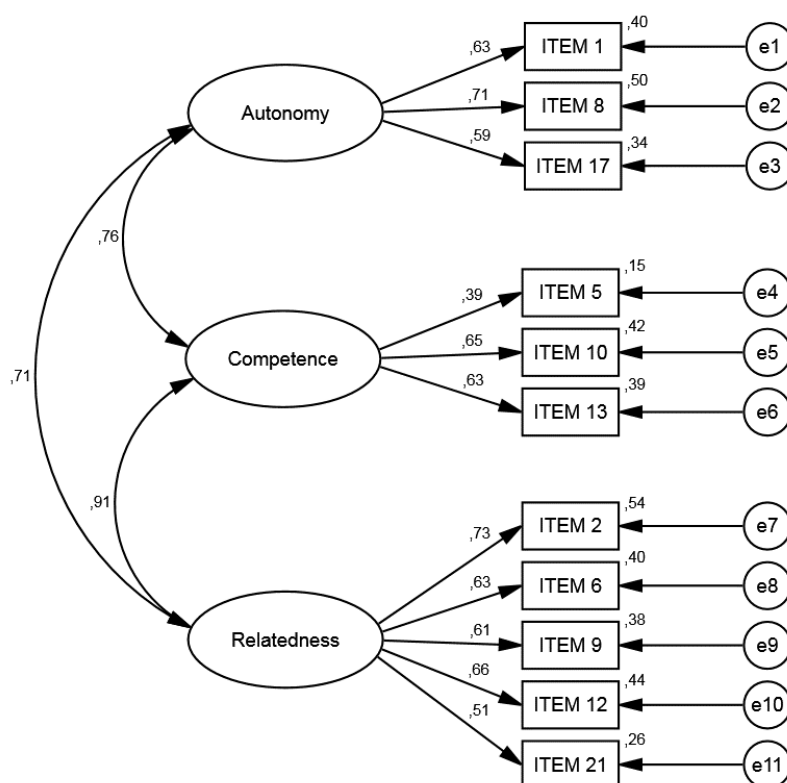 ,40
,63
ITEM 1
e1
,50
,71
ITEM 8
e2
Autonomy
,59
,34
ITEM 17
e3
,76
,15
,39
ITEM 5
e4
,65
,42
ITEM 10
e5
Competence
,63
,39
ITEM 13
e6
,71
,91
,54
,73
ITEM 2
e7
,63
,40
ITEM 6
e8
Relatedness
,61
,38
ITEM 9
e9
,66
,44
ITEM 12
e10
,51
,26
ITEM 21
e11